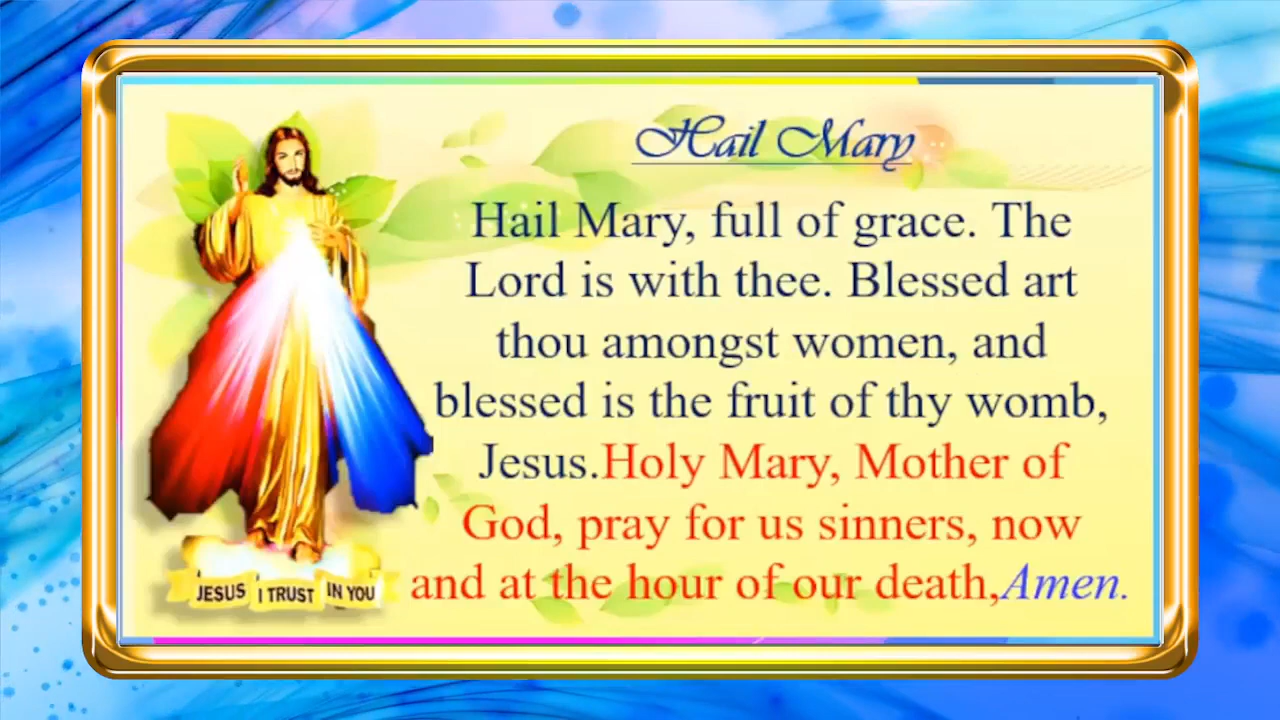 Hail Mary
Hail Mary, full of grace. The
Lord is with thee. Blessed art
thou amongst women, and
blessed is the fruit of thy womb,
Jesus.Holy Mary, Mother of
God, pray for us sinners, now
and at the hour of our death,Amen.
JESUS I TRUST IN YOU